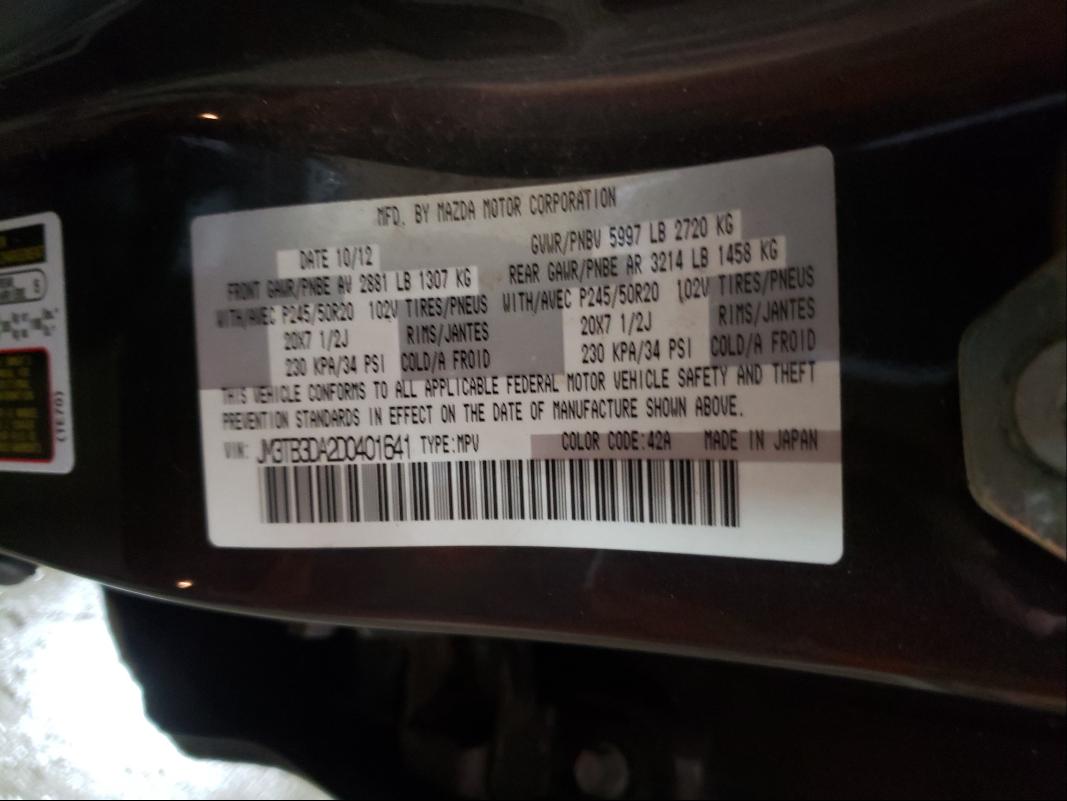 MFD. BY MAZDA MOTOR CORPORATION
DATE 10/12
GVWR/PNBV 5997 LB 2720 KG
FRONT GAWR/PNBE AV 2881 LB 1307 KG
REAR GAWR/PNBE AR 3214 LB 1458 KG
WITH/AVEC P245/50R20 102V TIRES/PNEUS
WITH/AVEC P245/50R20 102V TIRES/PNEUS
20X7 1/2J RIMS/JANTES
20X7 1/2J RIMS/JANTES
230 KPA/34 PSI COLD/A FROID
230 KPA/34 PSI COLD/A FROID
THIS VEHICLE CONFORMS TO ALL APPLICABLE FEDERAL MOTOR VEHICLE SAFETY AND THEFT
PREVENTION STANDARDS IN EFFECT ON THE DATE OF MANUFACTURE SHOWN ABOVE.
VIN: JM3TB3DA2D0401641 TYPE:MPV COLOR CODE:42A MADE IN JAPAN
(TE70)